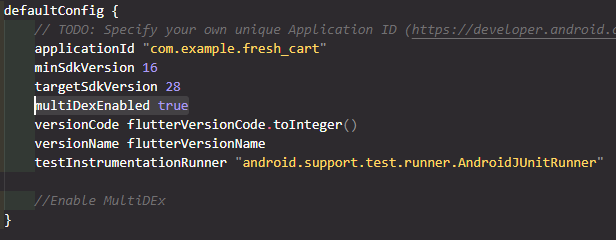 defaultConfig {
// TODO: Specify your own unique Application ID (https://developer.android.
applicationId "com.example.fresh_cart"
minSdkVersion 16
targetSdkVersion 28
multiDexEnabled true
versionCode flutterVersionCode.toInteger()
versionName flutterVersionName
testInstrumentationRunner "android.support.test.runner.AndroidJUnitRunner"
//Enable MultiDEx
}